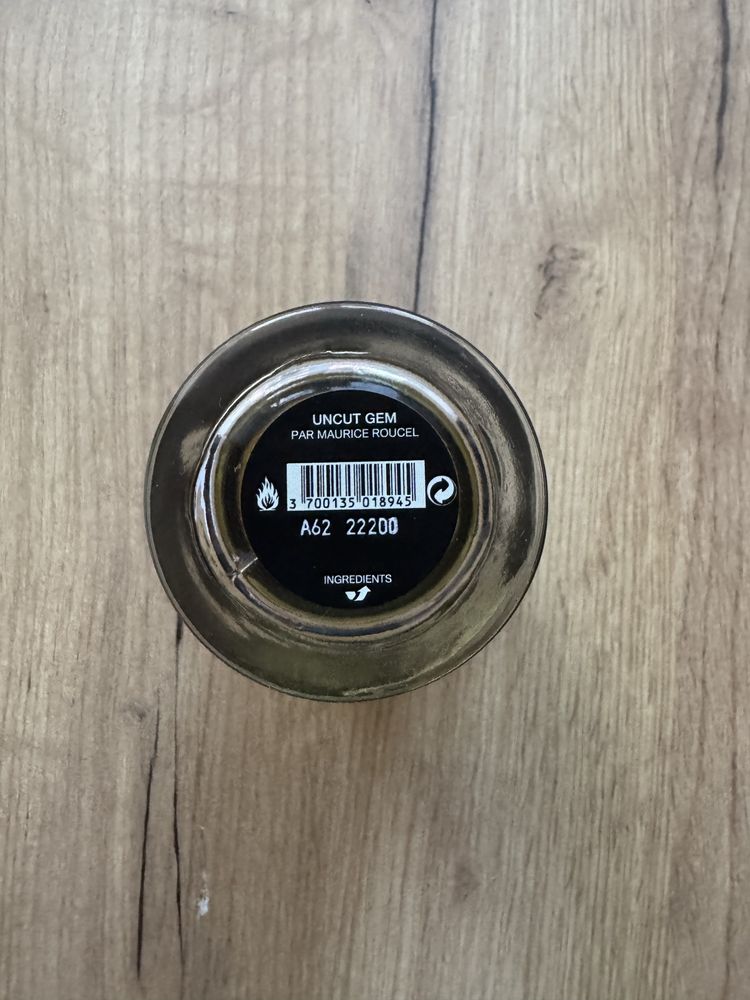 UNCUT GEM
PAR MAURICE ROUCEL
3 700135 018945
A62 22200
INGREDIENTS